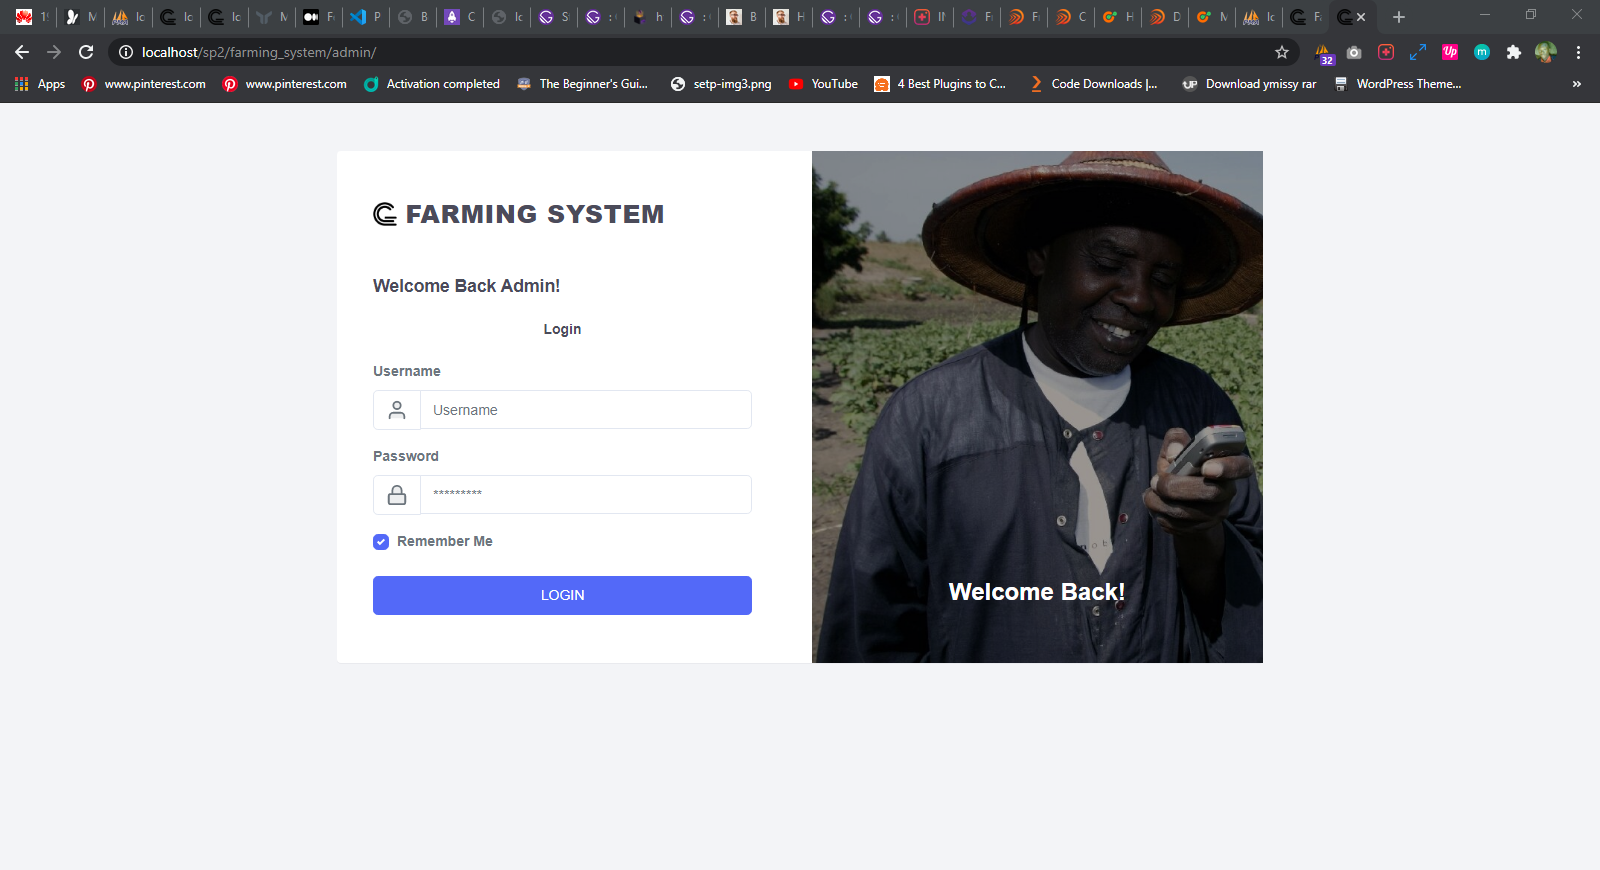 localhost/sp2/farming_system/admin/
32
Up
m
Apps
www.pinterest.com
www.pinterest.com
Activation completed
The Beginner's Gui...
setp-img3.png
YouTube
4 Best Plugins to C...
Code Downloads |...
Download ymissy rar
WordPress Theme...
»
FARMING SYSTEM
Welcome Back Admin!
Login
Username
Username
Password
*********
Remember Me
LOGIN
Welcome Back!